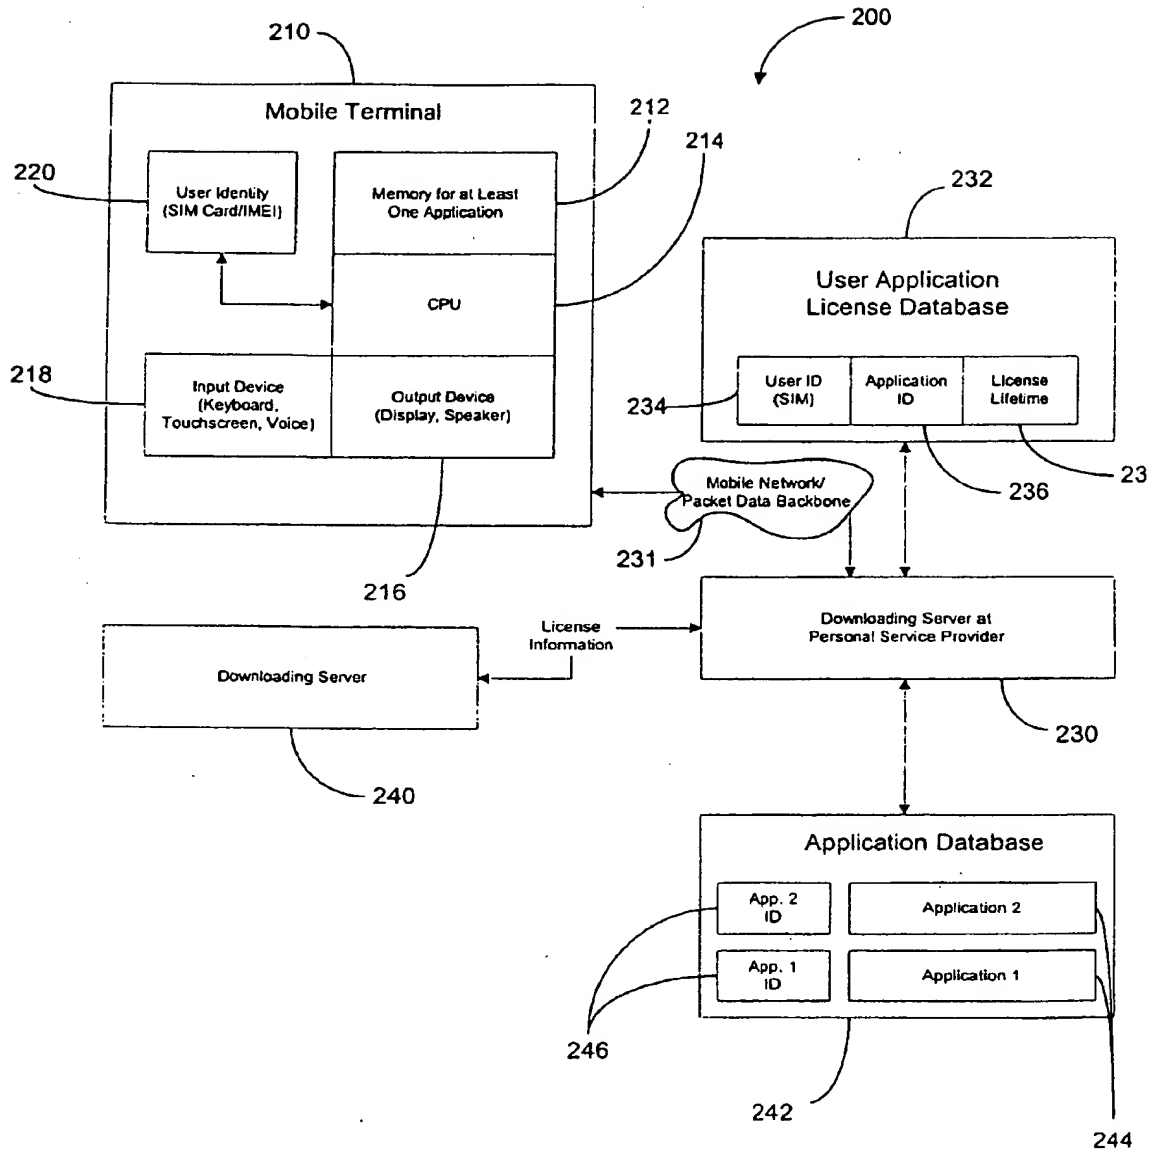 200
210
Mobile Terminal
212
214
220
User Identity
(SIM Card/IMEI)
Memory for at Least
One Application
232
CPU
User Application
License Database
218
Input Device
(Keyboard,
Touchscreen, Voice)
Output Device
(Display, Speaker)
234
User ID
(SIM)
Application
ID
License
Lifetime
236
23
Mobile Network/
Packet Data Backbone
231
216
License
Information
Downloading Server at
Personal Service
Provider
Downloading Server
230
240
Application Database
App. 2
ID
Application 2
App. 1
ID
Application 1
246
242
244